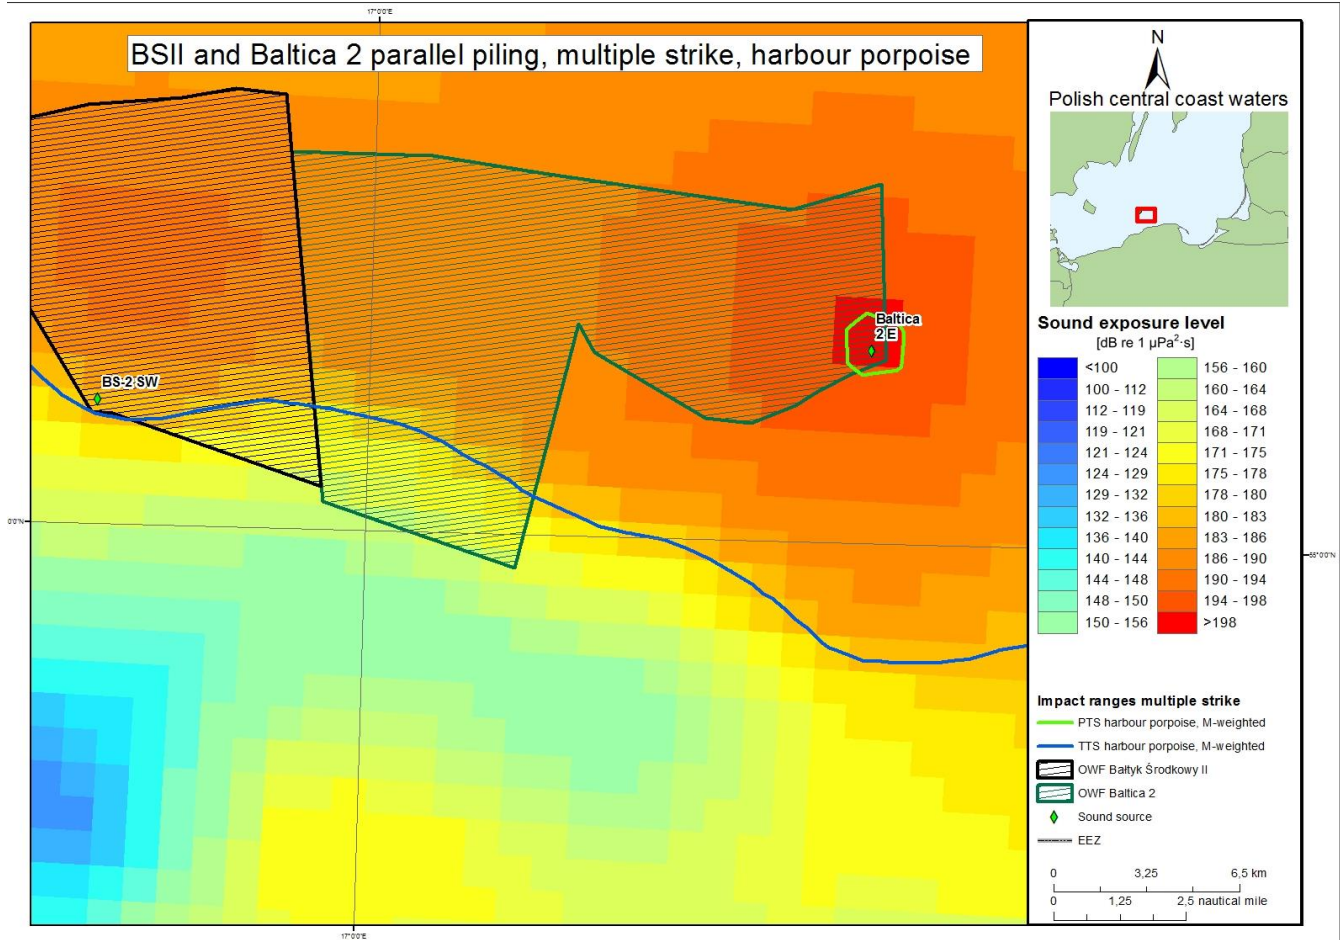 17°0'0"E
BSII and Baltica 2 parallel piling, multiple strike, harbour porpoise
N
Polish central coast waters
Baltica
2 E
BS-2 SW
0'0"N
55°0'0"N
17°0'0"E
Sound exposure level
[dB re 1 µPa²·s]
<100
100 - 112
112 - 119
119 - 121
121 - 124
124 - 129
129 - 132
132 - 136
136 - 140
140 - 144
144 - 148
148 - 150
150 - 156
156 - 160
160 - 164
164 - 168
168 - 171
171 - 175
175 - 178
178 - 180
180 - 183
183 - 186
186 - 190
190 - 194
194 - 198
>198
Impact ranges multiple strike
PTS harbour porpoise, M-weighted
TTS harbour porpoise, M-weighted
OWF Bałtyk Środkowy II
OWF Baltica 2
Sound source
EEZ
0 3,25 6,5 km
0 1,25 2,5 nautical mile